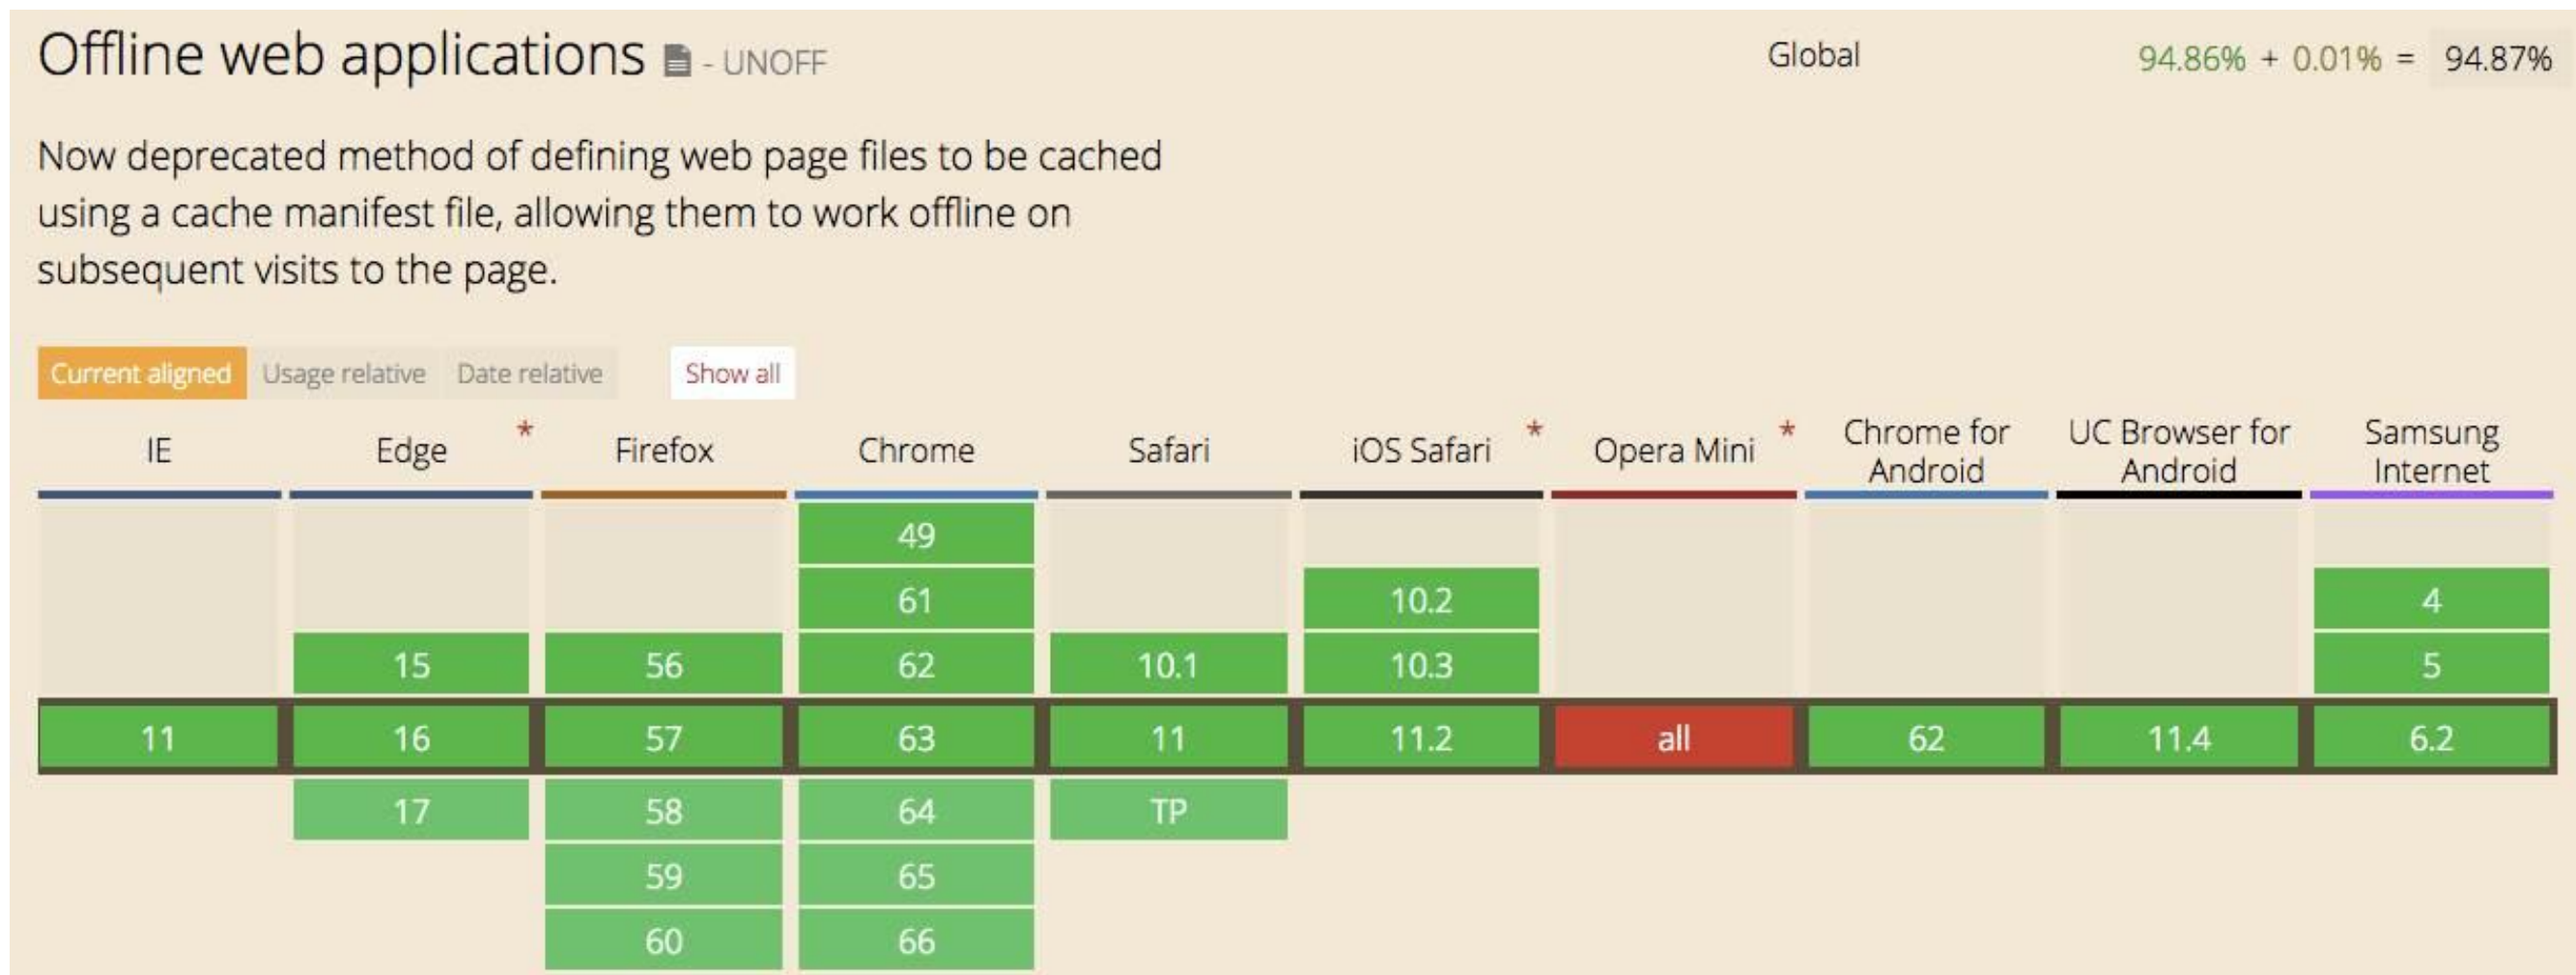 Offline web applications - UNOFF
Global 94.86% + 0.01% = 94.87%
Now deprecated method of defining web page files to be cached
using a cache manifest file, allowing them to work offline on
subsequent visits to the page.
Current aligned Usage relative Date relative Show all
IE Edge * Firefox Chrome Safari iOS Safari * Opera Mini * Chrome for Android UC Browser for Android Samsung Internet
49
61 10.2 4
15 56 62 10.1 10.3 5
11 16 57 63 11 11.2 all 62 11.4 6.2
17 58 64 TP
59 65
60 66